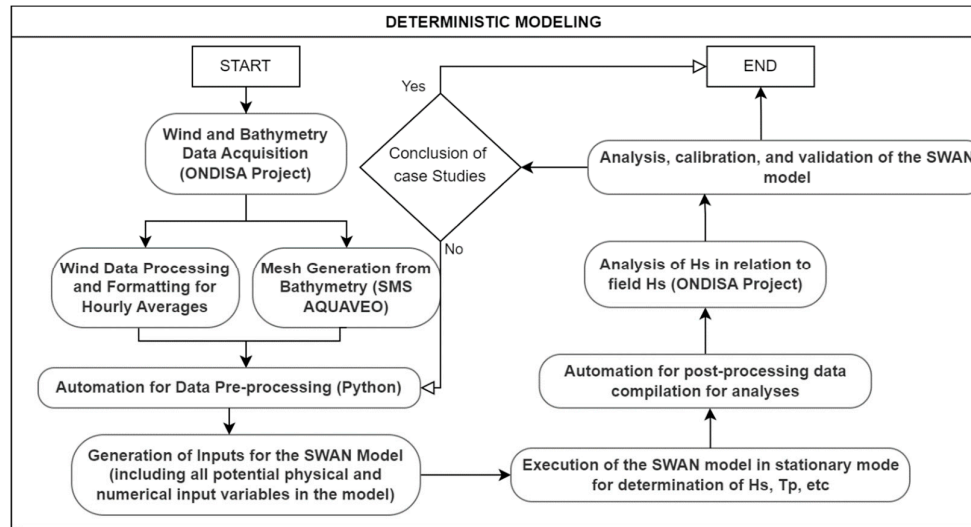 DETERMINISTIC MODELING
START
Wind and Bathymetry
Data Acquisition
(ONDISA Project)
Wind Data Processing
and Formatting for
Hourly Averages
Mesh Generation from
Bathymetry (SMS
AQUAVEO)
Automation for Data Pre-processing (Python)
Generation of Inputs for the SWAN Model
(including all potential physical and
numerical input variables in the model)
Execution of the SWAN model in stationary mode
for determination of Hs, Tp, etc
Automation for post-processing data
compilation for analyses
Analysis of Hs in relation to
field Hs (ONDISA Project)
Analysis, calibration, and validation of the SWAN
model
Conclusion of
case Studies
Yes
No
END